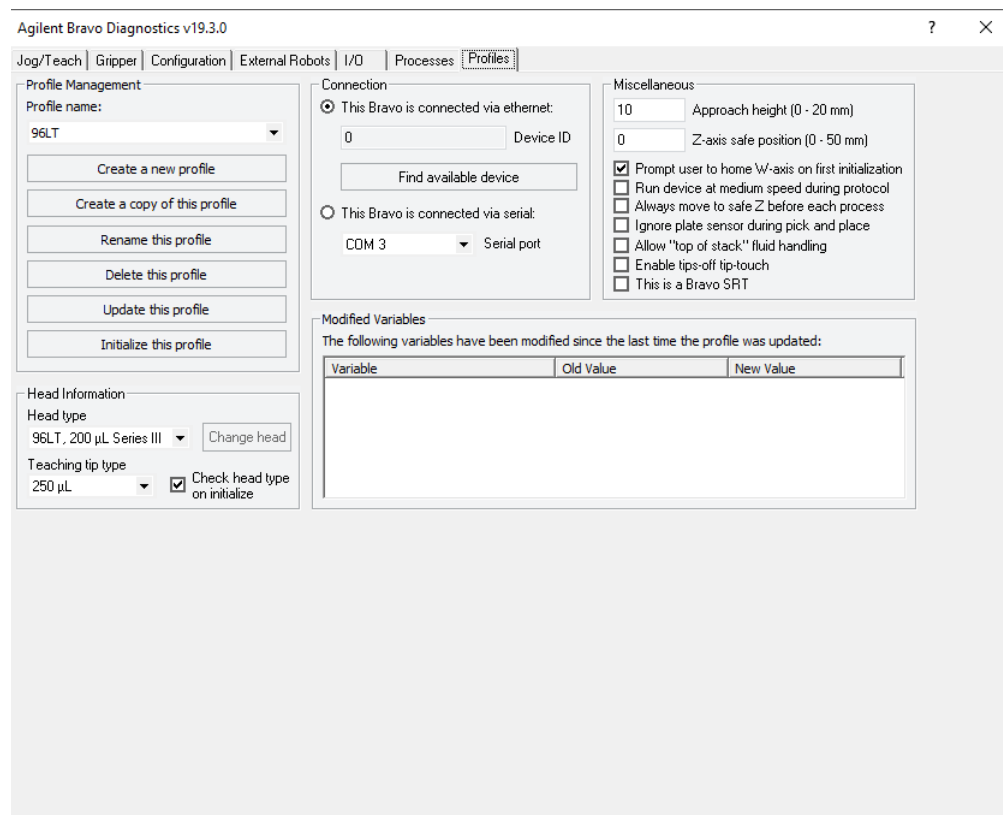 Agilent Bravo Diagnostics v19.3.0
?
Jog/Teach Gripper Configuration External Robots I/O Processes Profiles
Profile Management
Profile name:
96LT
Create a new profile
Create a copy of this profile
Rename this profile
Delete this profile
Update this profile
Initialize this profile
Head Information
Head type
96LT, 200 µL Series III
Change head
Teaching tip type
250 µL
Check head type
on initialize
Connection
This Bravo is connected via ethernet:
0 Device ID
Find available device
This Bravo is connected via serial:
COM 3 Serial port
Miscellaneous
10 Approach height (0 - 20 mm)
0 Z-axis safe position (0 - 50 mm)
Prompt user to home W-axis on first initialization
Run device at medium speed during protocol
Always move to safe Z before each process
Ignore plate sensor during pick and place
Allow "top of stack" fluid handling
Enable tips-off tip-touch
This is a Bravo SRT
Modified Variables
The following variables have been modified since the last time the profile was updated:
Variable Old Value New Value